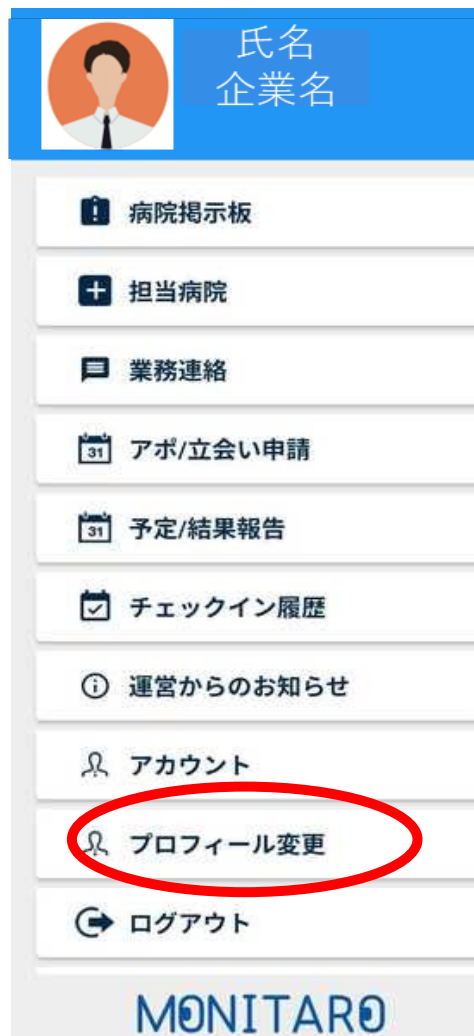 氏名
企業名
病院掲示板
担当病院
業務連絡
31 アポ/立会い申請
31 予定/結果報告
チェックイン履歴
運営からのお知らせ
アカウント
プロフィール変更
ログアウト
MONITARO